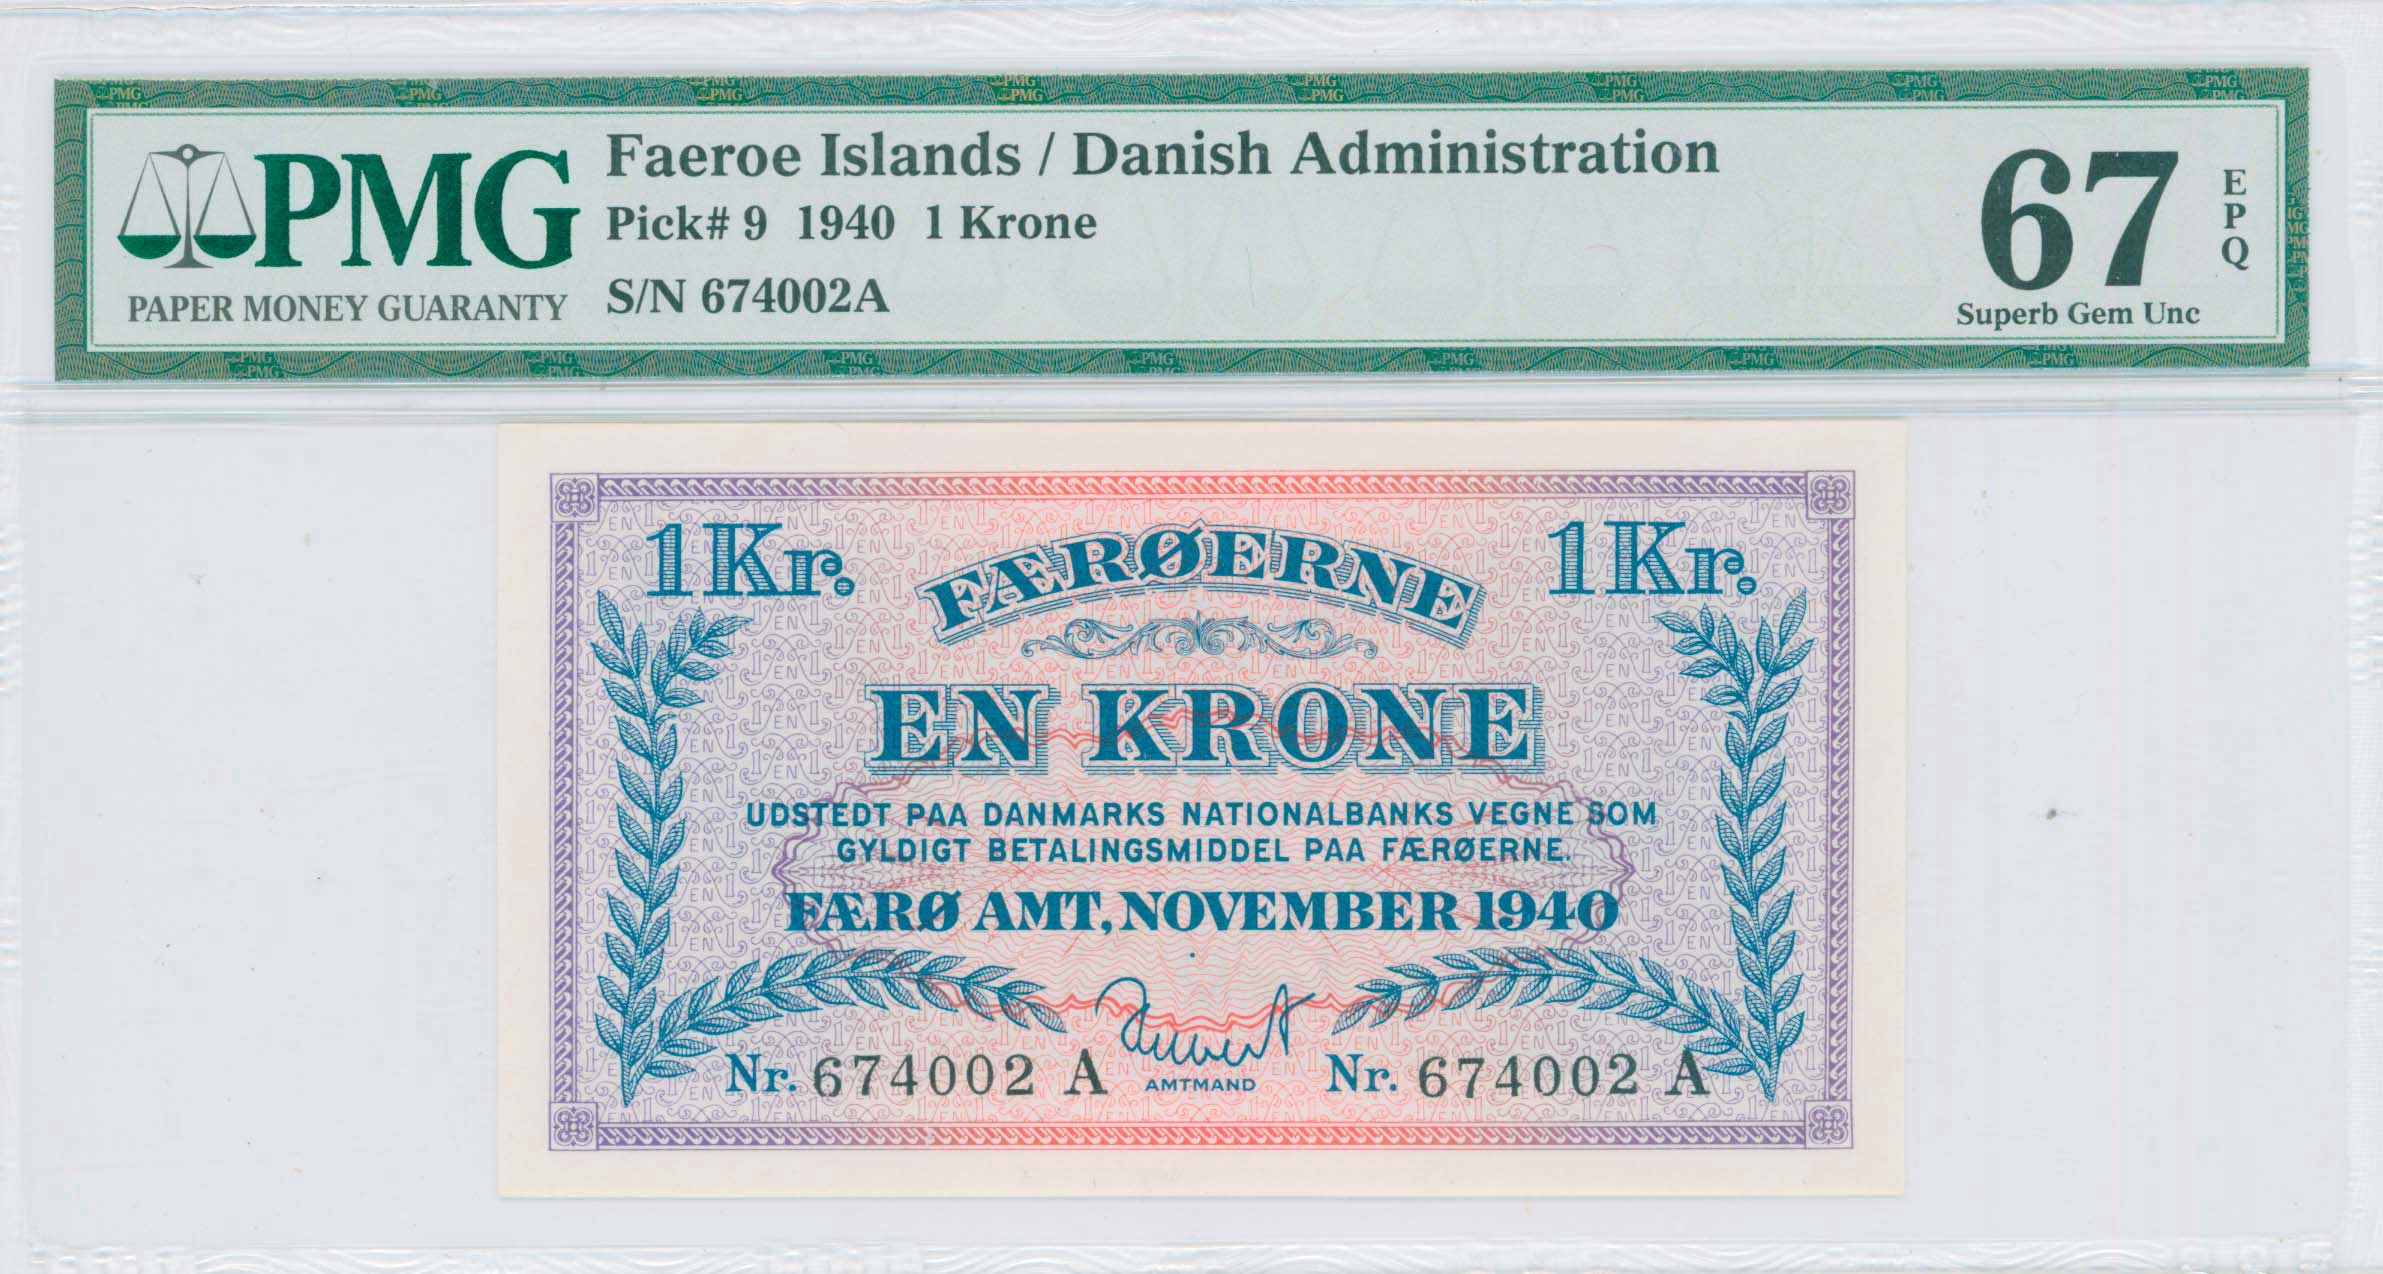 PMG
PAPER MONEY GUARANTY
Faeroe Islands / Danish Administration
Pick# 9 1940 1 Krone
S/N 674002A
67
EPQ
Superb Gem Unc
1Kr. 1Kr.
FÆRØERNE
EN KRONE
UDSTEDT PAA DANMARKS NATIONALBANKS VEGNE SOM
GYLDIGT BETALINGSMIDDEL PAA FÆRØERNE.
FÆRØ AMT, NOVEMBER 1940
Nr. 674002 A AMTMAND Nr. 674002 A